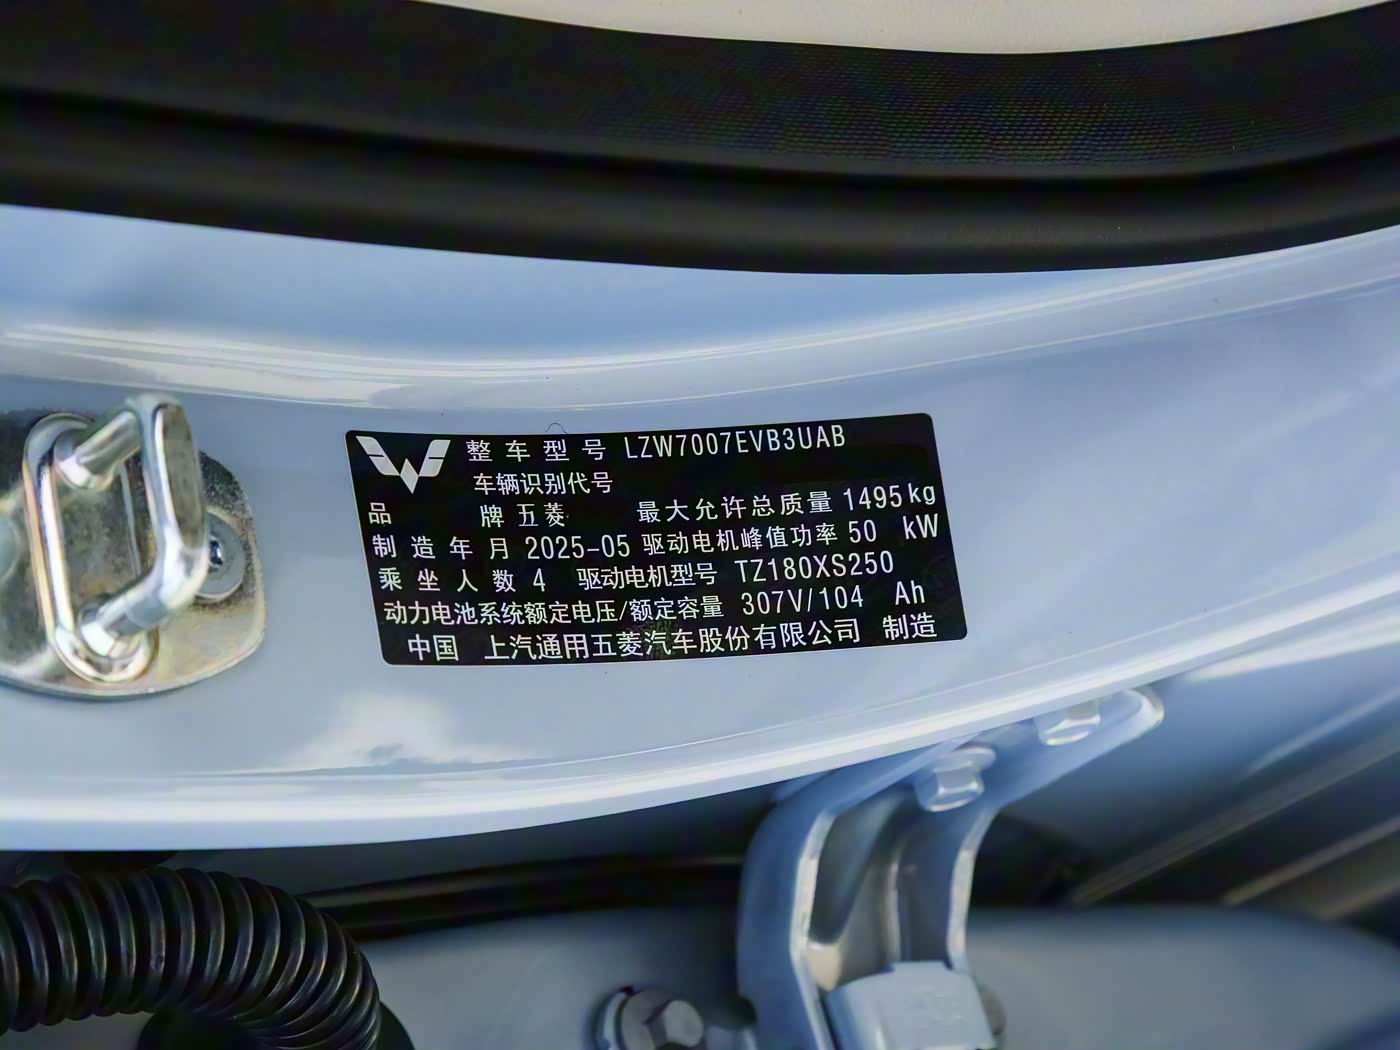 整车型号 LZW7007EVB3UAB
车辆识别代号
品牌 五菱 最大允许总质量 1495kg
制造年月 2025-05 驱动电机峰值功率 50 kW
乘坐人数 4 驱动电机型号 TZ180XS250
动力电池系统额定电压/额定容量 307V/104 Ah
中国 上汽通用五菱汽车股份有限公司 制造